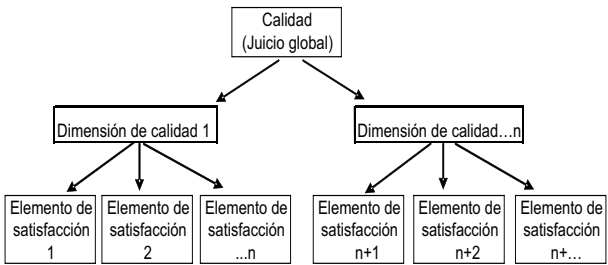 Calidad
(Juicio global)
Dimensión de calidad 1
Dimensión de calidad…n
Elemento de
satisfacción
1
Elemento de
satisfacción
2
Elemento de
satisfacción
...n
Elemento de
satisfacción
n+1
Elemento de
satisfacción
n+2
Elemento de
satisfacción
n+…